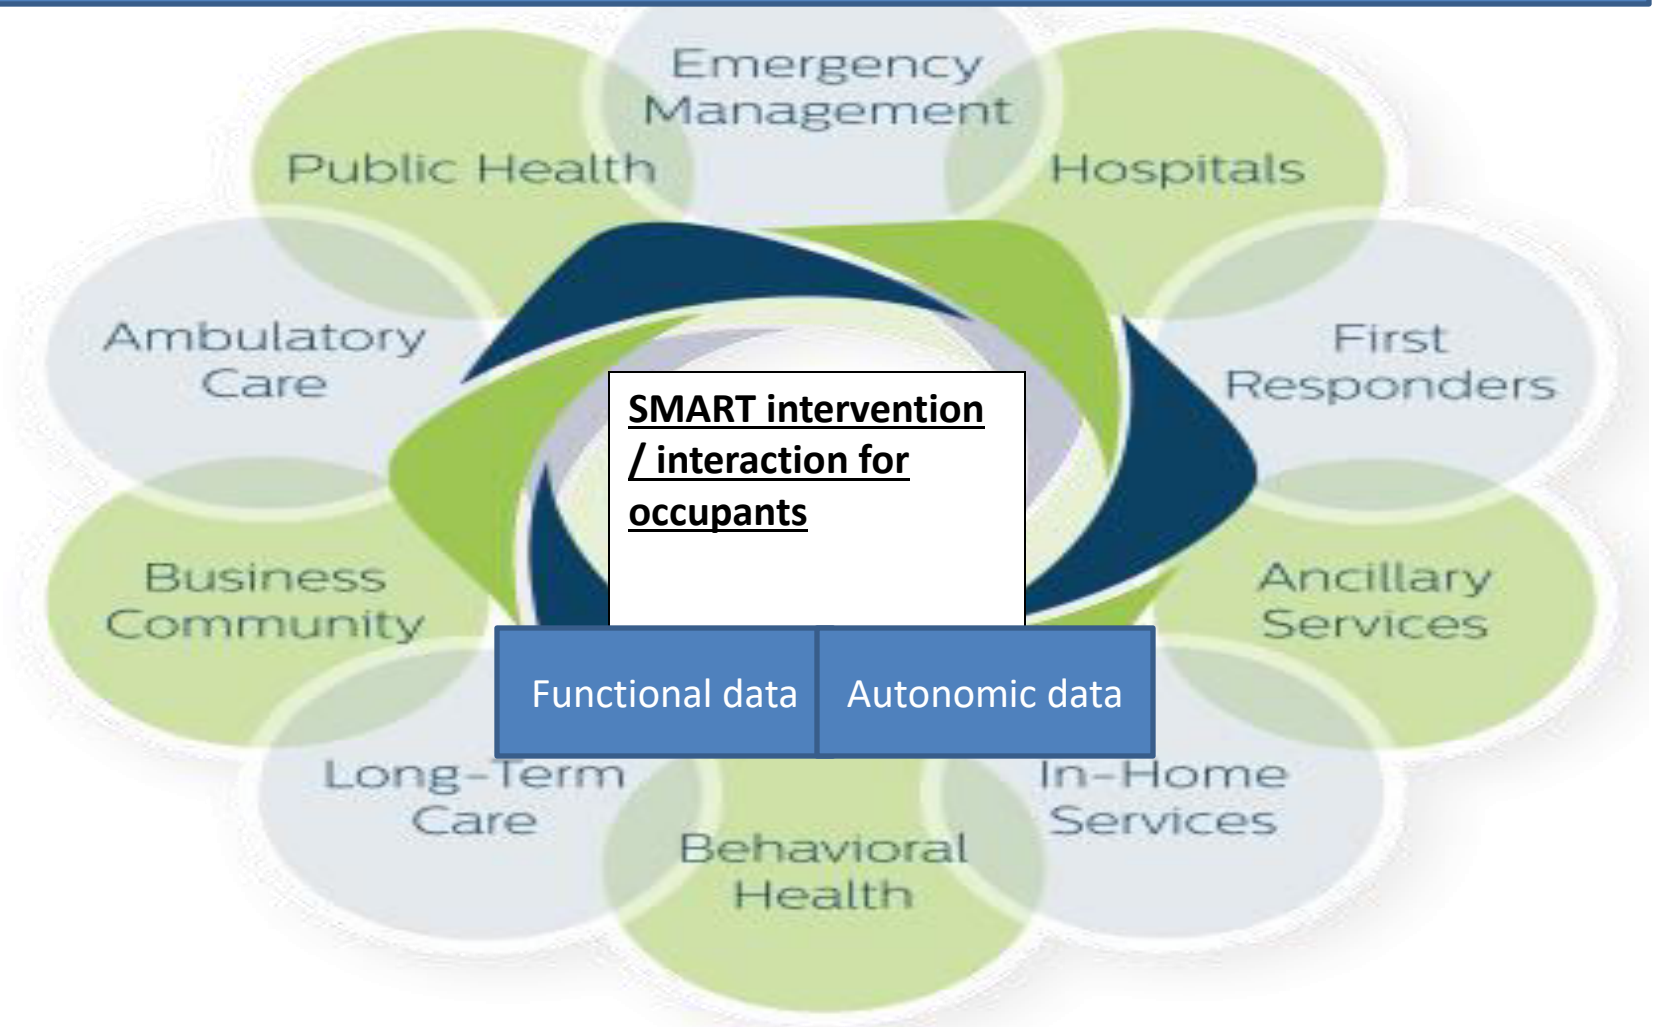 Emergency
Management
Public Health
Hospitals
Ambulatory
Care
First
Responders
SMART intervention
/ interaction for
occupants
Business
Community
Ancillary
Services
Functional data
Autonomic data
Long-Term
Care
In-Home
Services
Behavioral
Health